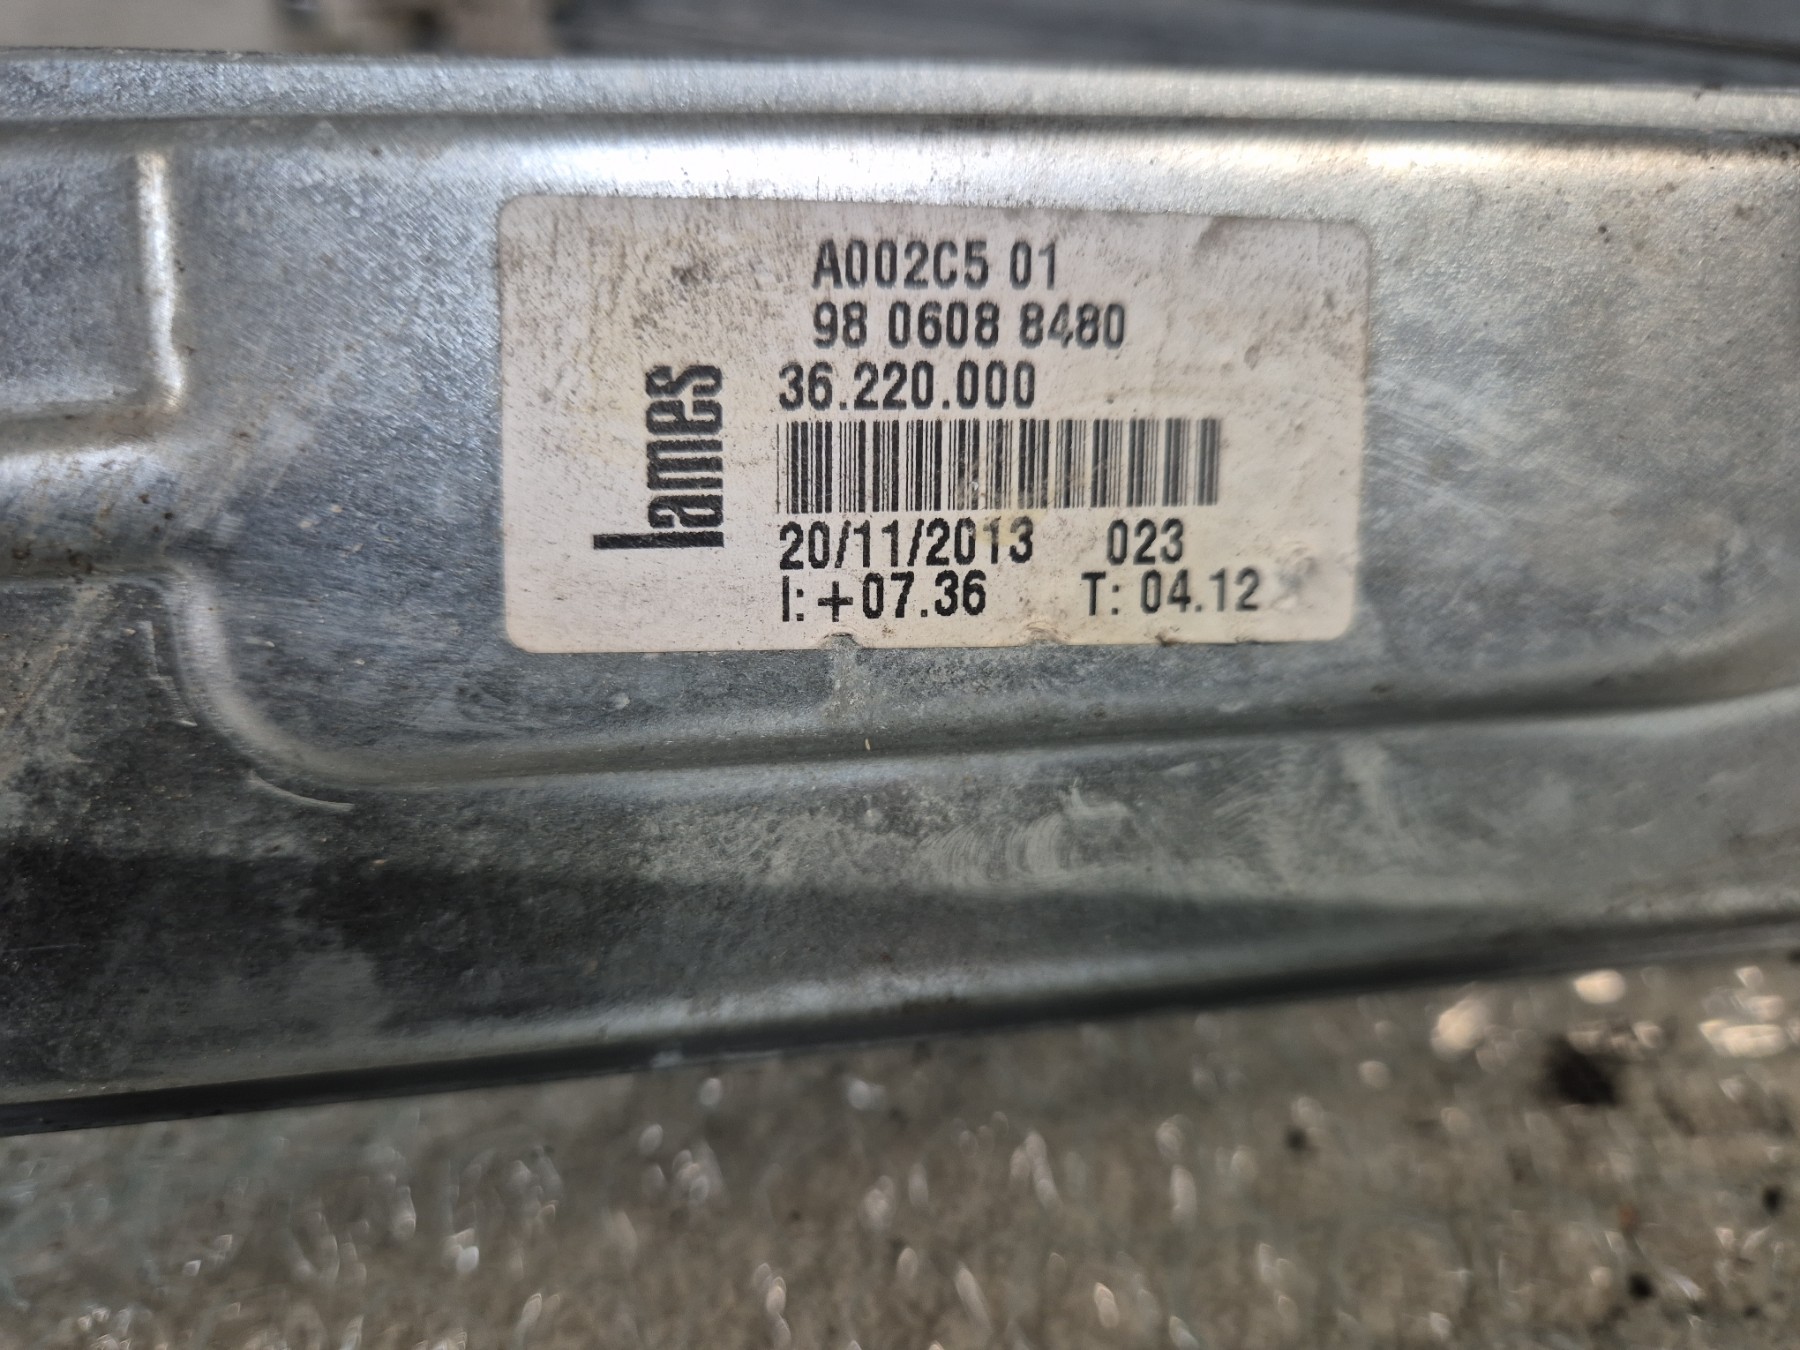 A002C5 01
98 0608 8480
lames
36.220.000
20/11/2013 023
I: +07.36 T: 04.12